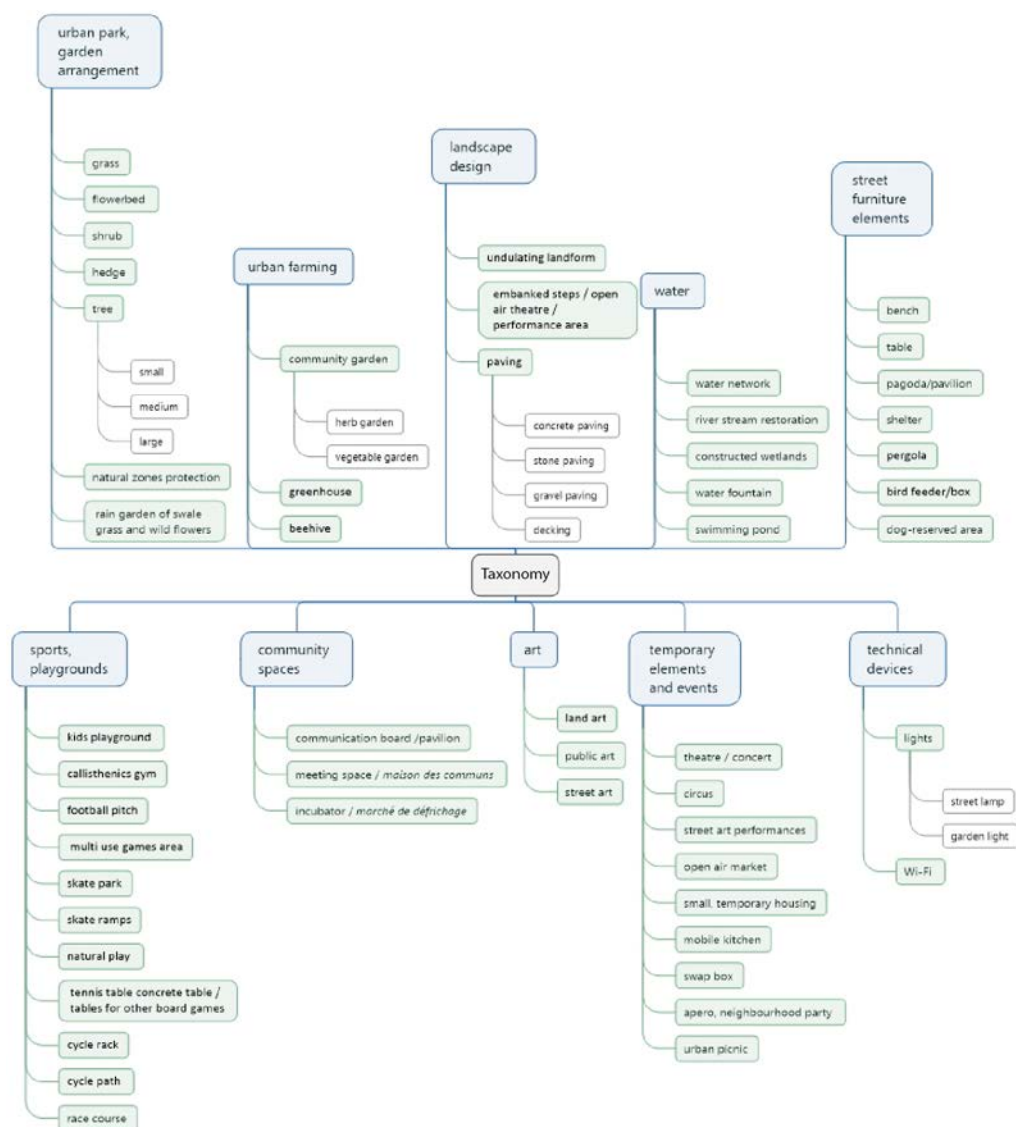 urban park,
garden
arrangement
grass
flowerbed
shrub
hedge
tree
small
medium
large
natural zones protection
rain garden of swale
grass and wild flowers
urban farming
community garden
herb garden
vegetable garden
greenhouse
beehive
landscape
design
undulating landform
embanked steps / open
air theatre /
performance area
paving
concrete paving
stone paving
gravel paving
decking
water
water network
river stream restoration
constructed wetlands
water fountain
swimming pond
street
furniture
elements
bench
table
pagoda/pavilion
shelter
pergola
bird feeder/box
dog-reserved area
Taxonomy
sports,
playgrounds
kids playground
callisthenics gym
football pitch
multi use games area
skate park
skate ramps
natural play
tennis table concrete table /
tables for other board games
cycle rack
cycle path
race course
community
spaces
communication board /pavilion
meeting space / maison des communs
incubator / marché de défrichage
art
land art
public art
street art
temporary
elements
and events
theatre / concert
circus
street art performances
open air market
small, temporary housing
mobile kitchen
swap box
apero, neighbourhood party
urban picnic
technical
devices
lights
street lamp
garden light
Wi-Fi